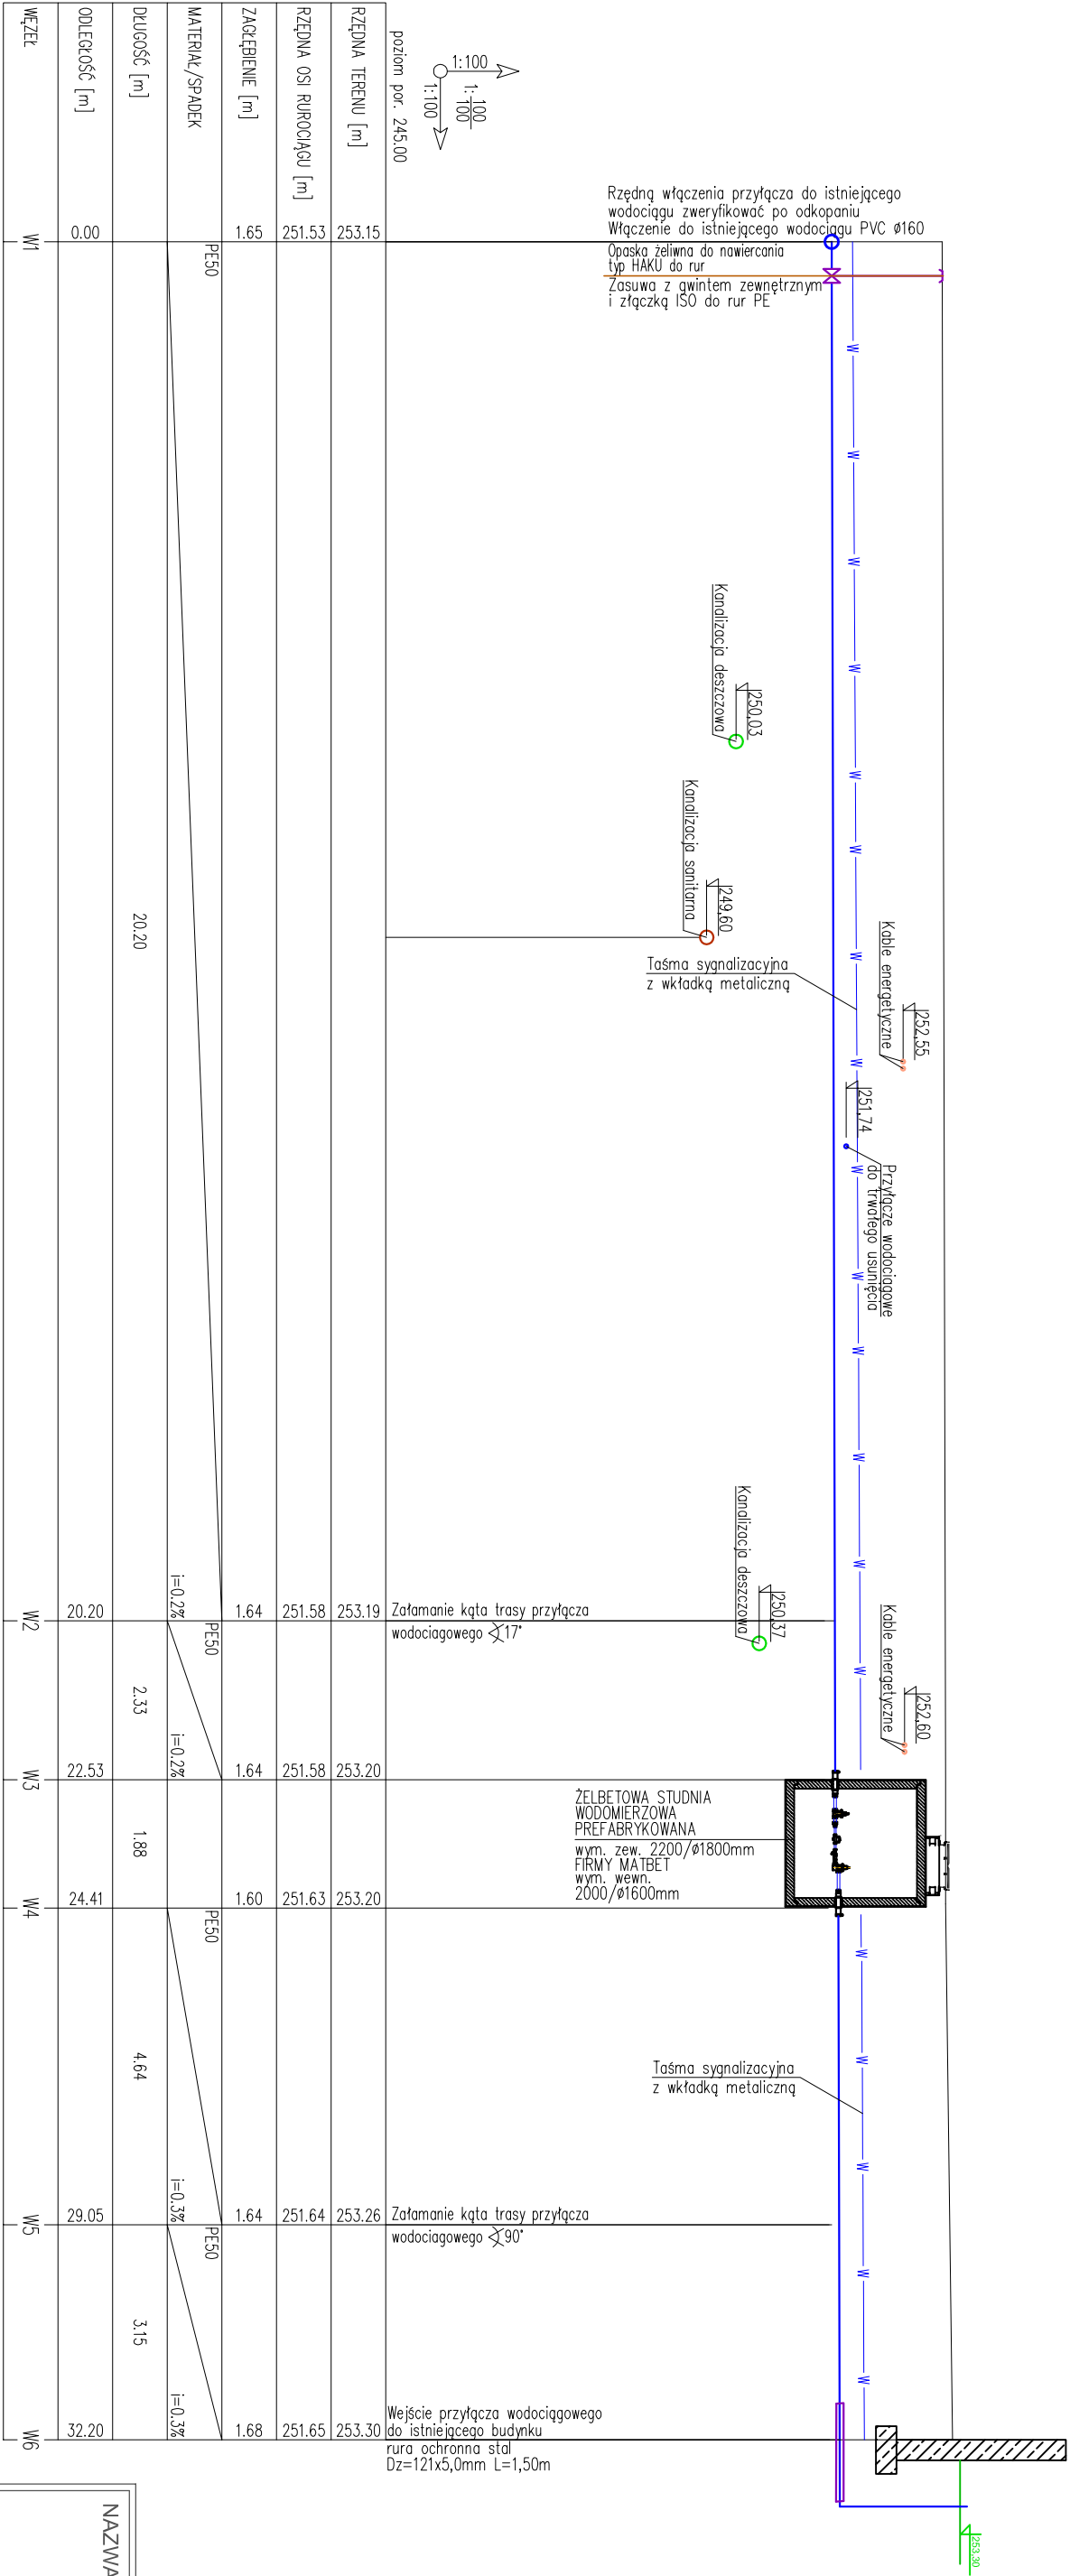 Rzędną włączenia przyłącza do istniejącego
wodociągu zweryfikować po odkopaniu
Włączenie do istniejącego wodociągu PVC ø160
Opaska żeliwna do nawiercania
typ HAKU do rur
Zasuwa z gwintem zewnętrznym
i złączką ISO do rur PE
1:100
1:100
1: 100/100
poziom por. 245.00
Kanalizacja deszczowa
250,03
Kanalizacja sanitarna
249,60
Taśma sygnalizacyjna
z wkładką metaliczną
Kable energetyczne
252,55
251,74
Przyłącze wodociągowe
do trwałego usunięcia
Kanalizacja deszczowa
250,37
Kable energetyczne
252,60
Załamanie kąta trasy przyłącza
wodociagowego ∢17°
ŻELBETOWA STUDNIA
WODOMIERZOWA
PREFABRYKOWANA
wym. zew. 2200/ø1800mm
FIRMY MATBET
wym. wewn.
2000/ø1600mm
Taśma sygnalizacyjna
z wkładką metaliczną
Załamanie kąta trasy przyłącza
wodociagowego ∢90°
Wejście przyłącza wodociągowego
do istniejącego budynku
rura ochronna stal
Dz=121x5,0mm L=1,50m
253.30
W W W W W W W W W W W W W W W W W W
RZĘDNA TERENU [m] 253.15 253.19 253.20 253.20 253.26 253.30
RZĘDNA OSI RUROCIĄGU [m] 251.53 251.58 251.58 251.63 251.64 251.65
ZAGŁĘBIENIE [m] 1.65 1.64 1.64 1.60 1.64 1.68
MATERIAŁ/SPADEK PE50 i=0.2% PE50 i=0.2% PE50 i=0.3% PE50 i=0.3%
DŁUGOŚĆ [m] 20.20 2.33 1.88 4.64 3.15
ODLEGŁOŚĆ [m] 0.00 20.20 22.53 24.41 29.05 32.20
WĘZEŁ W1 W2 W3 W4 W5 W6
NAZWA